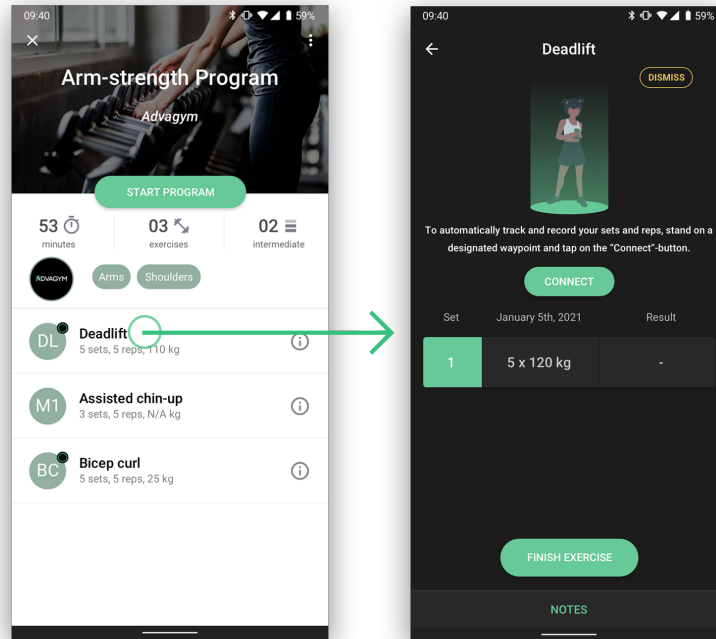 09:40
59%
Arm-strength Program
Advagym
START PROGRAM
53
minutes
03
exercises
02
intermediate
ADVAGYM
Arms
Shoulders
DL
Deadlift
5 sets, 5 reps, 110 kg
M1
Assisted chin-up
3 sets, 5 reps, N/A kg
BC
Bicep curl
5 sets, 5 reps, 25 kg
09:40
59%
Deadlift
DISMISS
To automatically track and record your sets and reps, stand on a
designated waypoint and tap on the “Connect”-button.
CONNECT
Set January 5th, 2021 Result
1 5 x 120 kg -
FINISH EXERCISE
NOTES